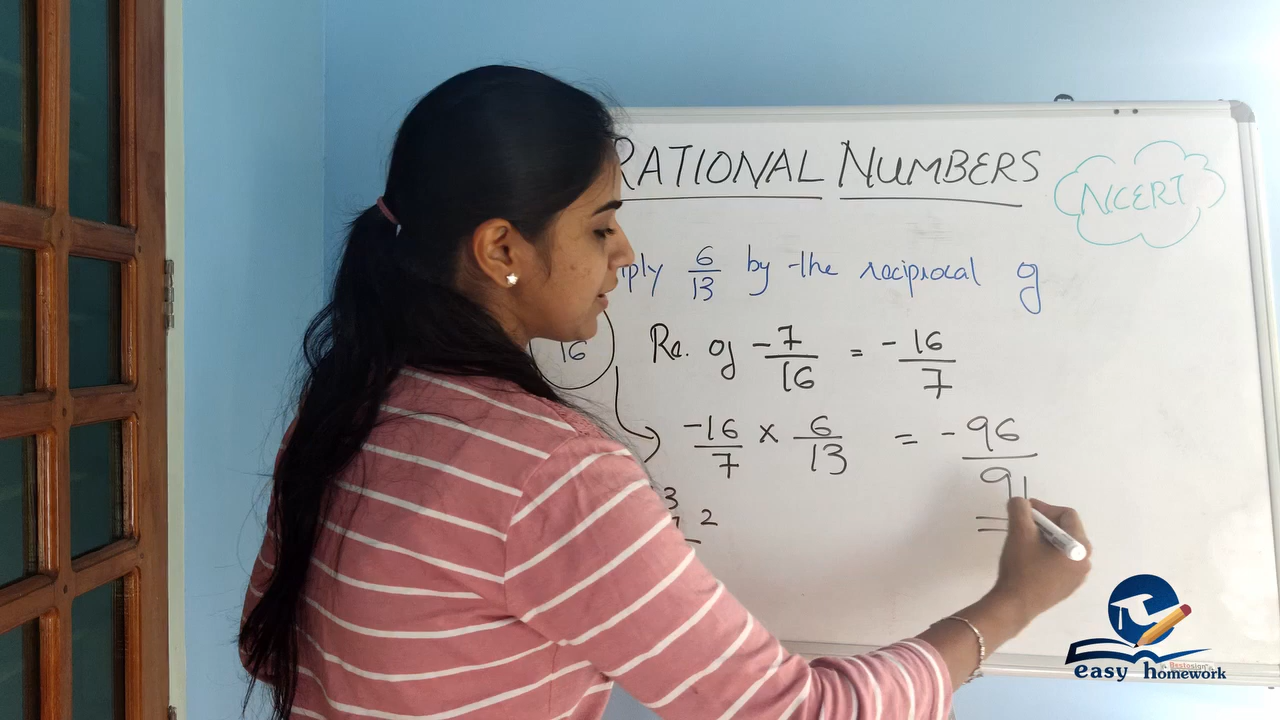 RATIONAL NUMBERS
NCERT
6/13 by the reciprocal of
16 Re. of -7/16 = -16/7
-16/7 × 6/13 = -96/91
3
2
easy homework